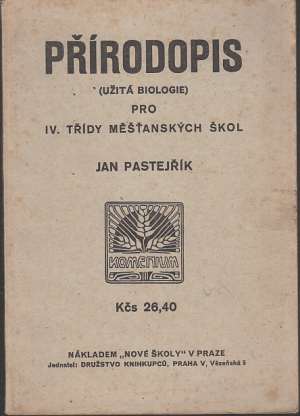 PŘÍRODOPIS
(UŽITÁ BIOLOGIE)
PRO
IV. TŘÍDY MĚŠŤANSKÝCH ŠKOL
JAN PASTEJŘÍK
KOMENIUM
Kčs 26,40
NÁKLADEM „NOVÉ ŠKOLY" V PRAZE
Jednatel: DRUŽSTVO KNIHKUPCŮ, PRAHA V, Vězeňská 5